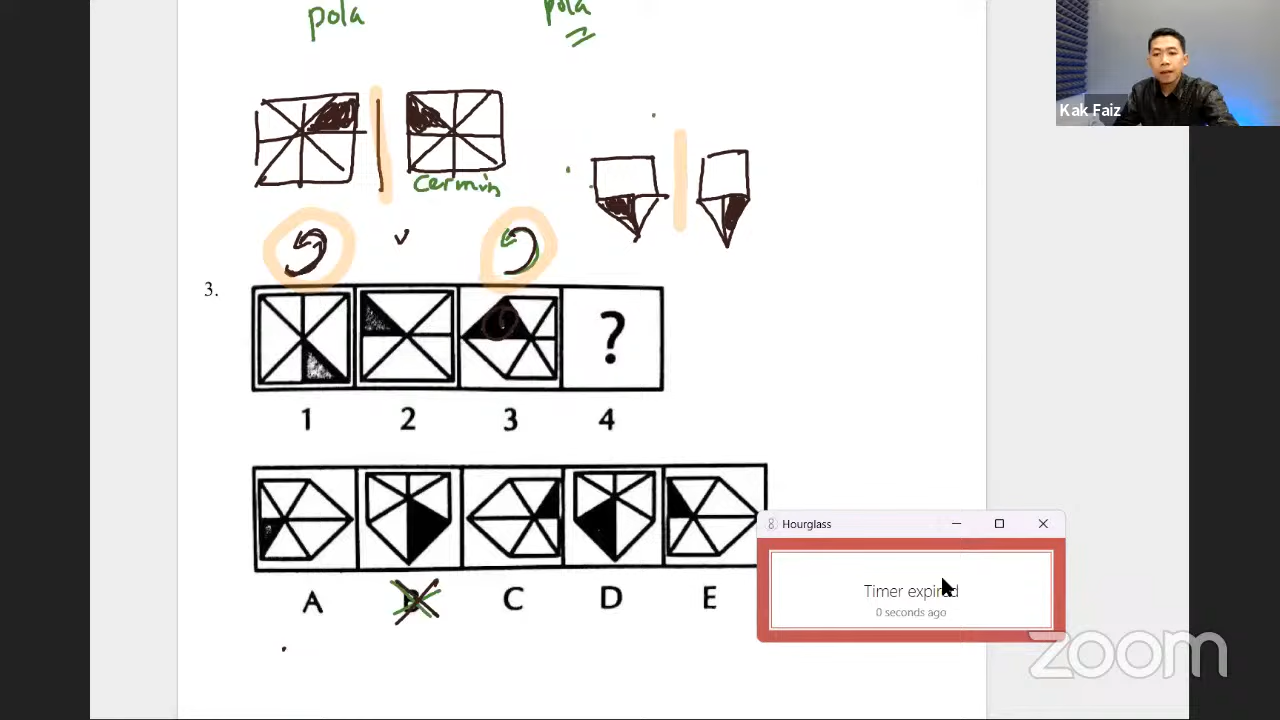 pola
pola
Kak Faiz
cermin
3.
?
1 2 3 4
A B C D E
Hourglass
Timer expired
0 seconds ago
zoom